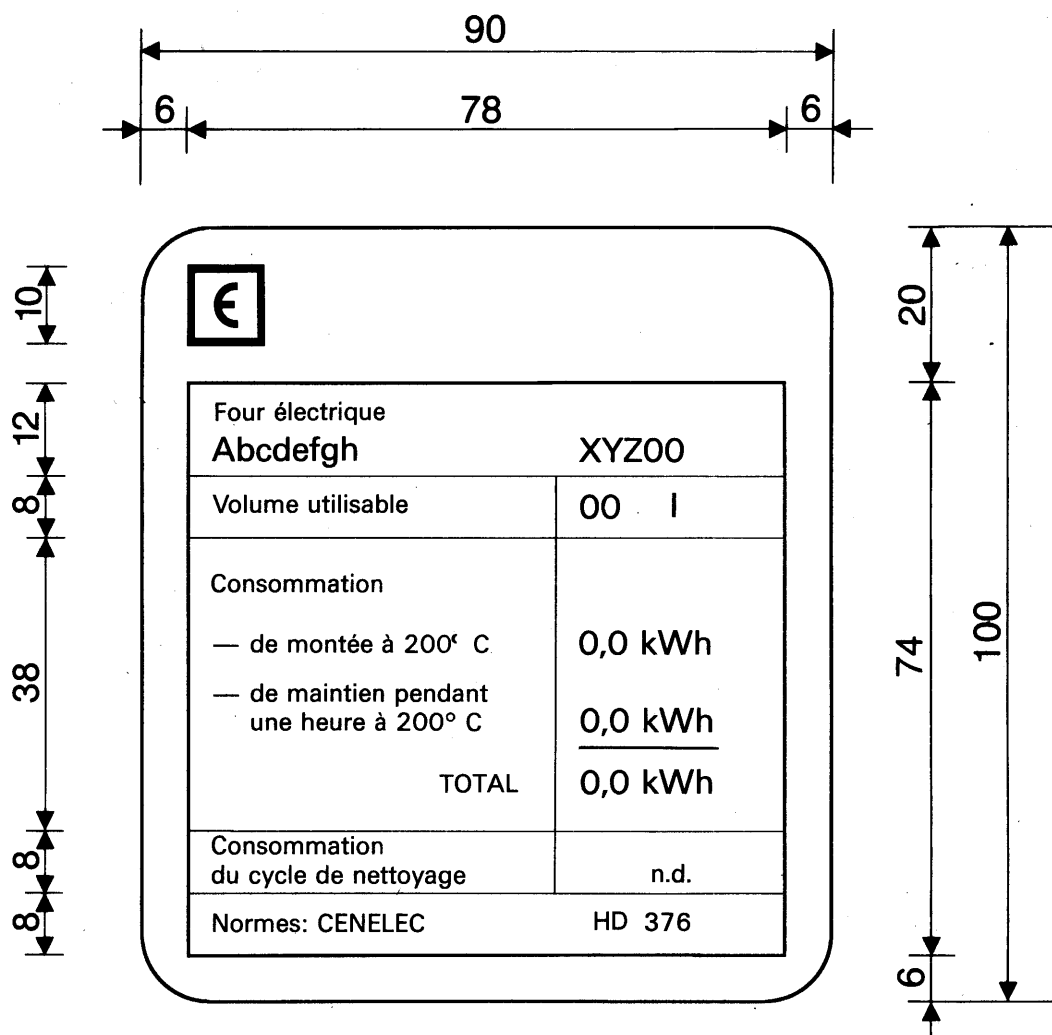 90
6 78 6
10
20
Є
12
Four électrique
Abcdefgh XYZ00
8
Volume utilisable 00 l
38
74
100
Consommation
— de montée à 200° C 0,0 kWh
— de maintien pendant
une heure à 200° C 0,0 kWh
TOTAL 0,0 kWh
8
Consommation
du cycle de nettoyage n.d.
8
Normes: CENELEC HD 376
6